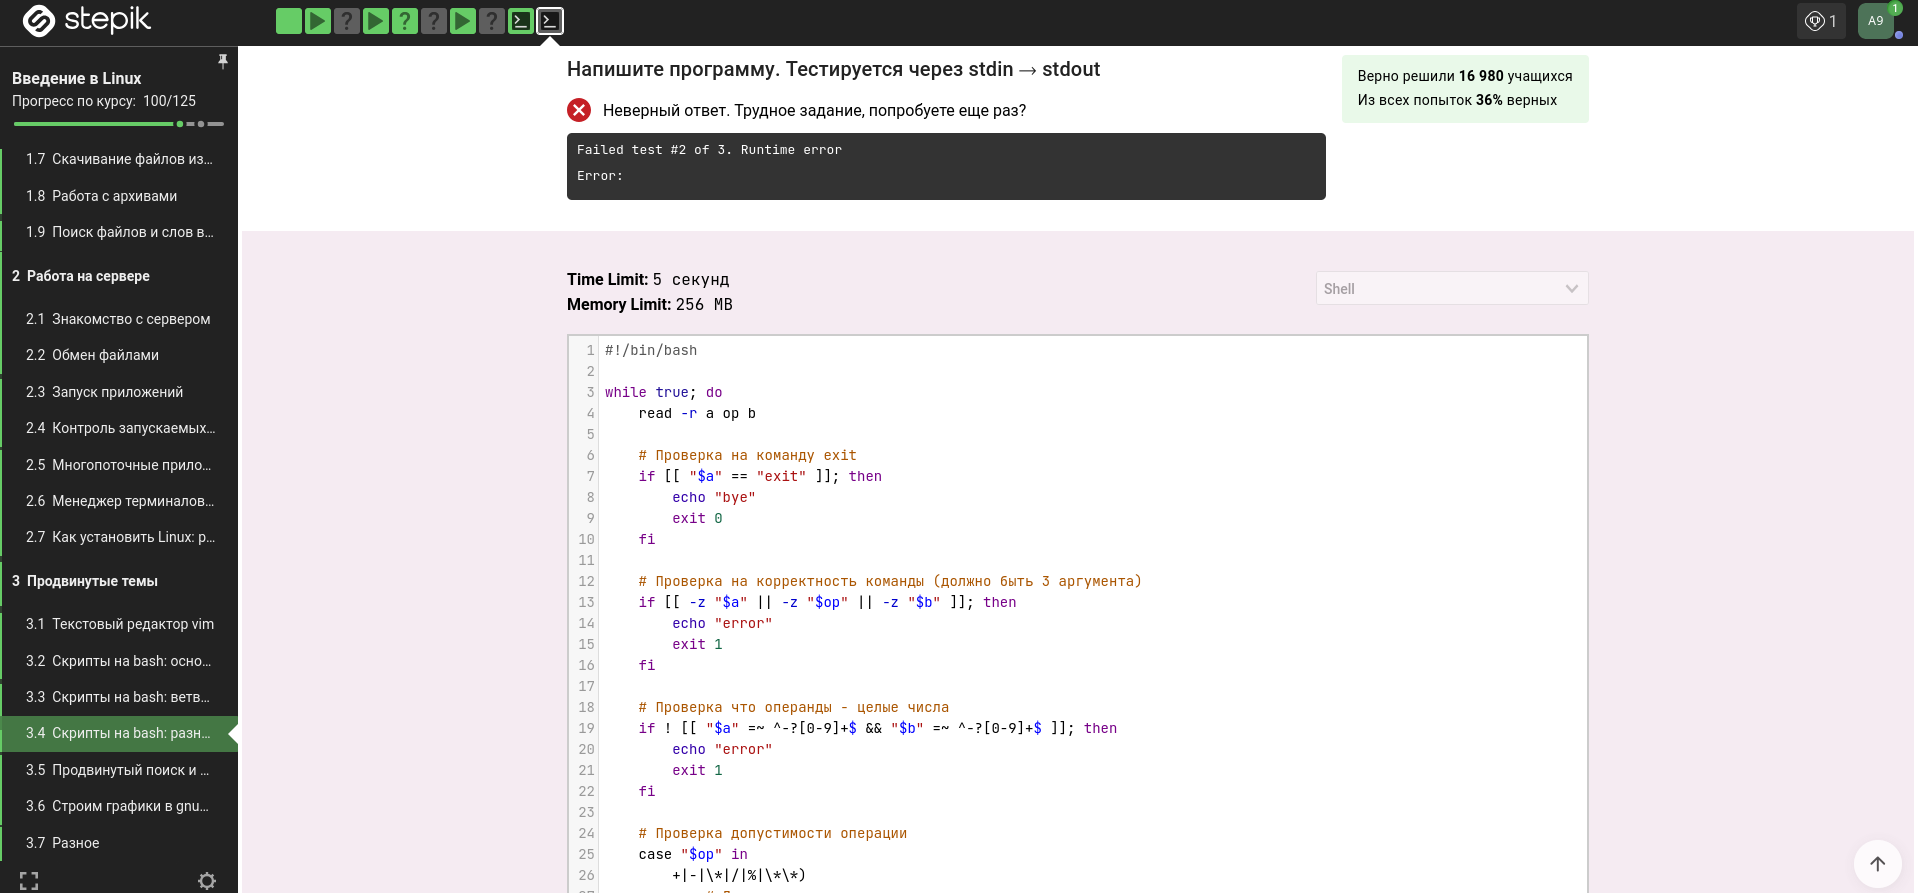 stepik
1
A9
1
Введение в Linux
Прогресс по курсу: 100/125
1.7 Скачивание файлов из...
1.8 Работа с архивами
1.9 Поиск файлов и слов в...
2 Работа на сервере
2.1 Знакомство с сервером
2.2 Обмен файлами
2.3 Запуск приложений
2.4 Контроль запускаемых...
2.5 Многопоточные прило...
2.6 Менеджер терминалов...
2.7 Как установить Linux: р...
3 Продвинутые темы
3.1 Текстовый редактор vim
3.2 Скрипты на bash: осно...
3.3 Скрипты на bash: ветв...
3.4 Скрипты на bash: разн...
3.5 Продвинутый поиск и ...
3.6 Строим графики в gnu...
3.7 Разное
Напишите программу. Тестируется через stdin → stdout
Неверный ответ. Трудное задание, попробуете еще раз?
Failed test #2 of 3. Runtime error
Error:
Верно решили 16 980 учащихся
Из всех попыток 36% верных
Time Limit: 5 секунд
Memory Limit: 256 MB
Shell
1 #!/bin/bash
2
3 while true; do
4     read -r a op b
5
6     # Проверка на команду exit
7     if [[ "$a" == "exit" ]]; then
8         echo "bye"
9         exit 0
10     fi
11
12     # Проверка на корректность команды (должно быть 3 аргумента)
13     if [[ -z "$a" || -z "$op" || -z "$b" ]]; then
14         echo "error"
15         exit 1
16     fi
17
18     # Проверка что операнды - целые числа
19     if ! [[ "$a" =~ ^-?[0-9]+$ && "$b" =~ ^-?[0-9]+$ ]]; then
20         echo "error"
21         exit 1
22     fi
23
24     # Проверка допустимости операции
25     case "$op" in
26         +|-|\*|/|%|\*\*)